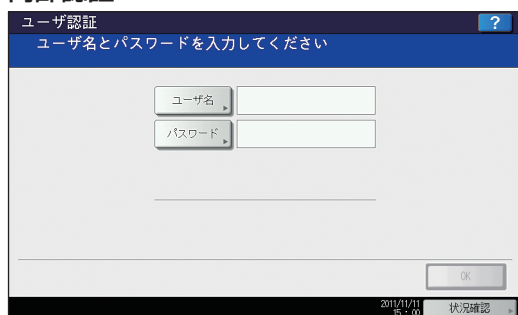 ユーザ認証
?
ユーザ名とパスワードを入力してください
ユーザ名
パスワード
OK
2011/11/11
15 : 00
状況確認